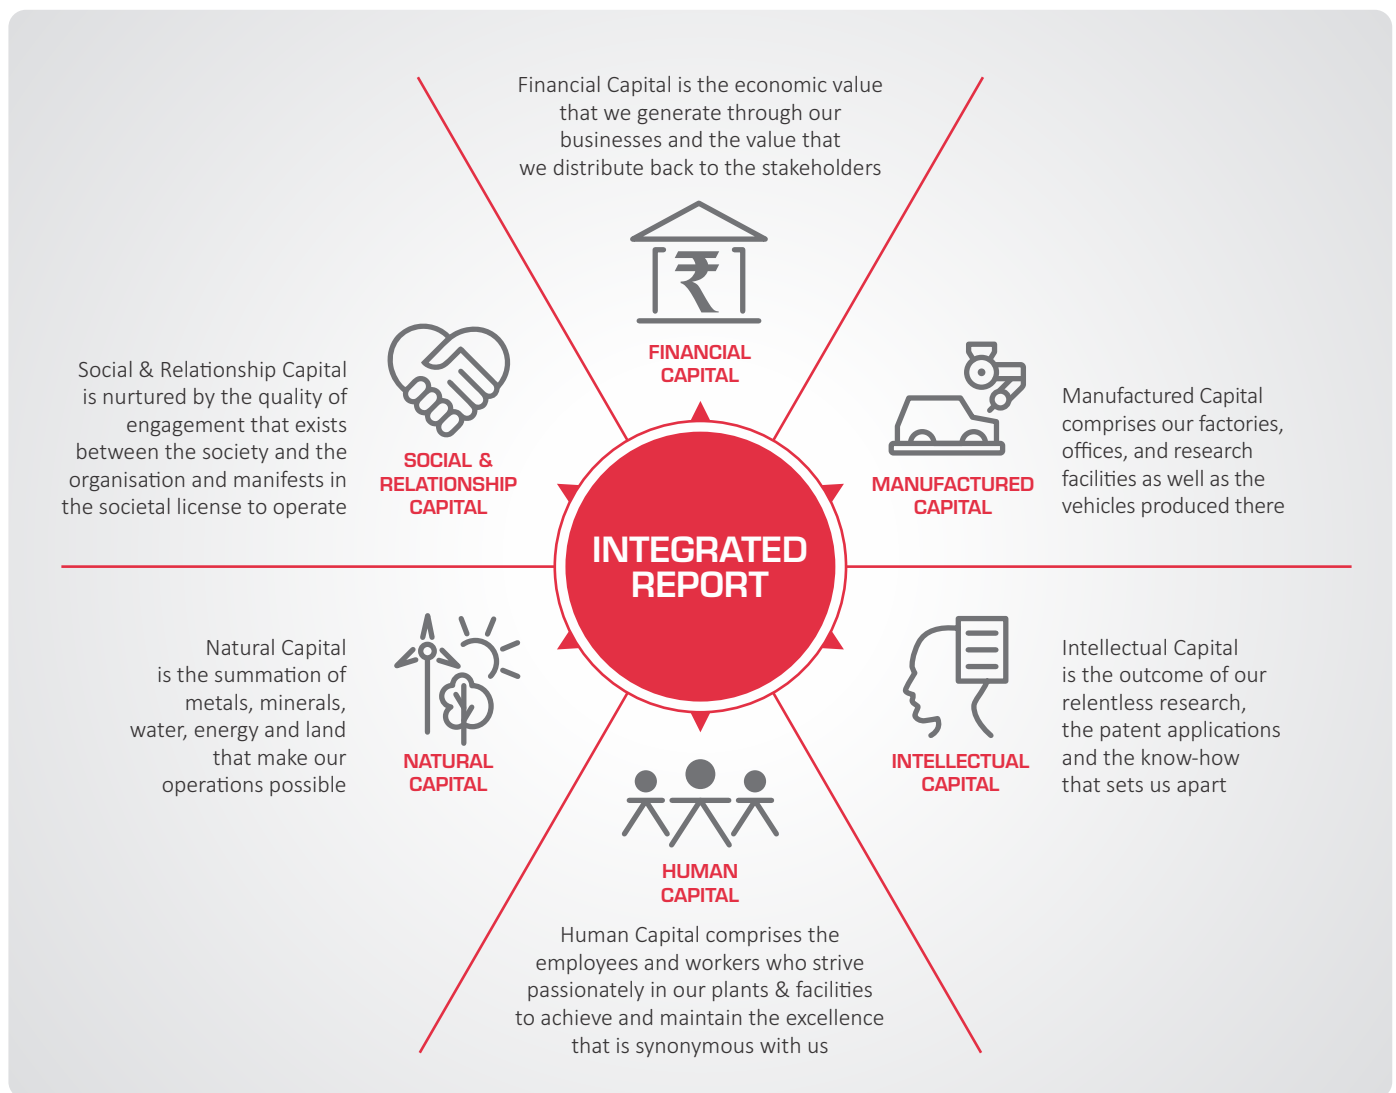 Financial Capital is the economic value
that we generate through our
businesses and the value that
we distribute back to the stakeholders
₹
FINANCIAL
CAPITAL
Social & Relationship Capital
is nurtured by the quality of
engagement that exists
between the society and the
organisation and manifests in
the societal license to operate
SOCIAL &
RELATIONSHIP
CAPITAL
MANUFACTURED
CAPITAL
Manufactured Capital
comprises our factories,
offices, and research
facilities as well as the
vehicles produced there
INTEGRATED
REPORT
Natural Capital
is the summation of
metals, minerals,
water, energy and land
that make our
operations possible
NATURAL
CAPITAL
INTELLECTUAL
CAPITAL
Intellectual Capital
is the outcome of our
relentless research,
the patent applications
and the know-how
that sets us apart
HUMAN
CAPITAL
Human Capital comprises the
employees and workers who strive
passionately in our plants & facilities
to achieve and maintain the excellence
that is synonymous with us